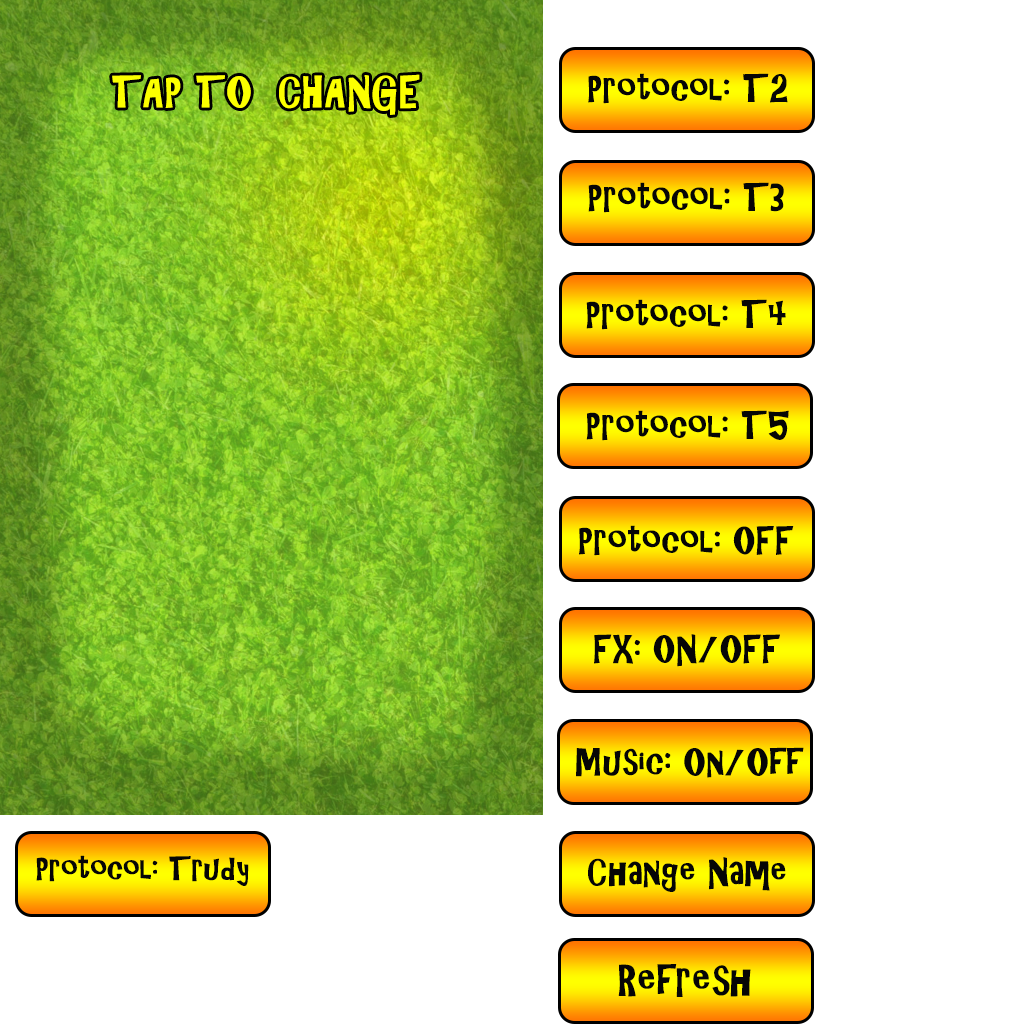 TAP TO CHANGE
Protocol: T2
Protocol: T3
Protocol: T4
Protocol: T5
Protocol: OFF
FX: ON/OFF
Music: ON/OFF
Change Name
Protocol: Trudy
Refresh